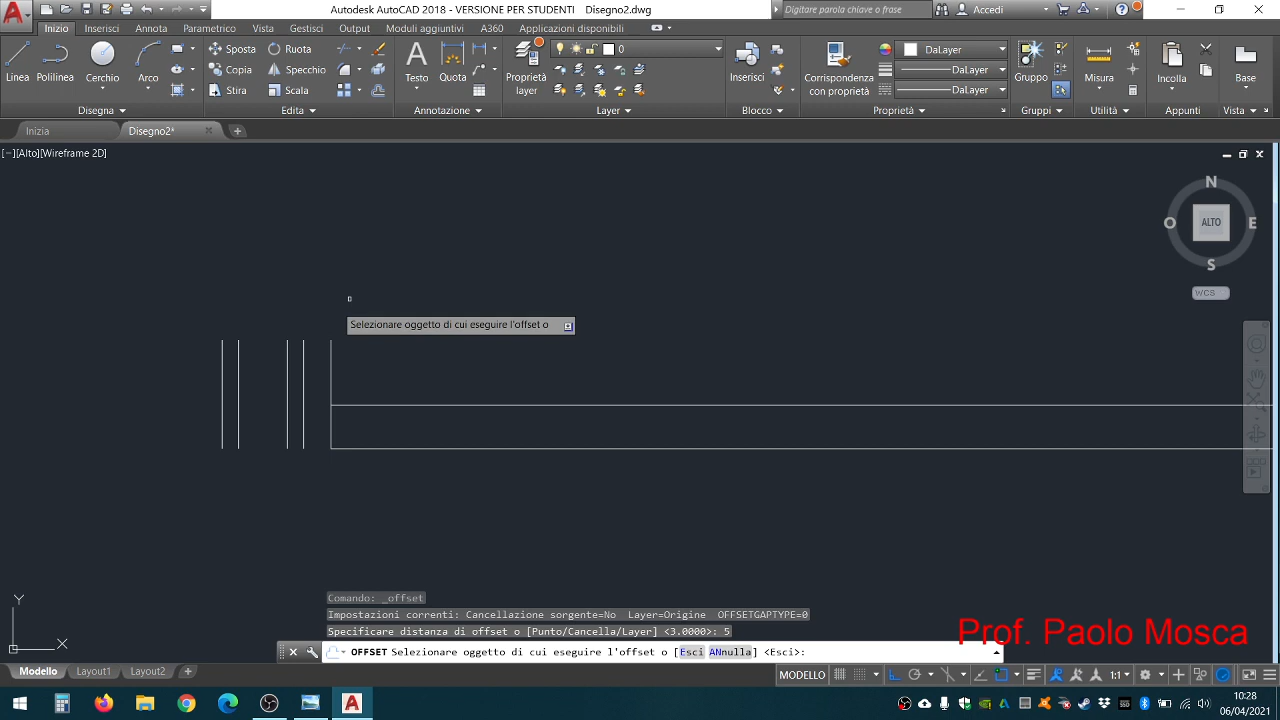 Autodesk AutoCAD 2018 - VERSIONE PER STUDENTI Disegno2.dwg
Digitare parola chiave o frase
Accedi
Inizio Inserisci Annota Parametrico Vista Gestisci Output Moduli aggiuntivi A360 Applicazioni disponibili
Linea Polilinea Cerchio Arco
Sposta Ruota
Copia Specchio
Stira Scala
Testo Quota
Proprietà layer
0
Inserisci
Corrispondenza con proprietà
DaLayer
DaLayer
DaLayer
Gruppo
Misura
Incolla
Base
Disegna Edita Annotazione Layer Blocco Proprietà Gruppi Utilità Appunti Vista
Inizia Disegno2*
[−][Alto][Wireframe 2D]
N
O ALTO E
S
WCS
Selezionare oggetto di cui eseguire l'offset o
Y
X
Comando: _offset
Impostazioni correnti: Cancellazione sorgente=No Layer=Origine OFFSETGAPTYPE=0
Specificare distanza di offset o [Punto/Cancella/Layer] <3.0000>: 5
OFFSET Selezionare oggetto di cui eseguire l'offset o [Esci ANnulla] <Esci>:
Prof. Paolo Mosca
Modello Layout1 Layout2 +
MODELLO
1:1
10:28
06/04/2021